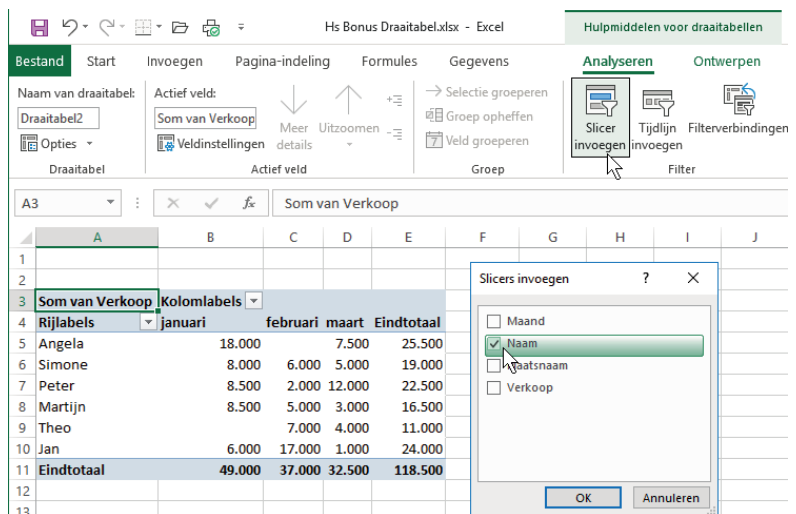 Hs Bonus Draaitabel.xlsx - Excel
Hulpmiddelen voor draaitabellen
Bestand Start Invoegen Pagina-indeling Formules Gegevens Analyseren Ontwerpen
Naam van draaitabel: Actief veld: Selectie groeperen
Draaitabel2 Som van Verkoop Groep opheffen
Opties Veldinstellingen Meer details Uitzoomen Veld groeperen Slicer invoegen Tijdlijn invoegen Filterverbindingen
Draaitabel Actief veld Groep Filter
A3 fx Som van Verkoop
A B C D E F G H I J
1
2
3 Som van Verkoop Kolomlabels
4 Rijlabels januari februari maart Eindtotaal
5 Angela 18.000 7.500 25.500
6 Simone 8.000 6.000 5.000 19.000
7 Peter 8.500 2.000 12.000 22.500
8 Martijn 8.500 5.000 3.000 16.500
9 Theo 7.000 4.000 11.000
10 Jan 6.000 17.000 1.000 24.000
11 Eindtotaal 49.000 37.000 32.500 118.500
12
13
Slicers invoegen ?
Maand
Naam
Verkoop
OK Annuleren